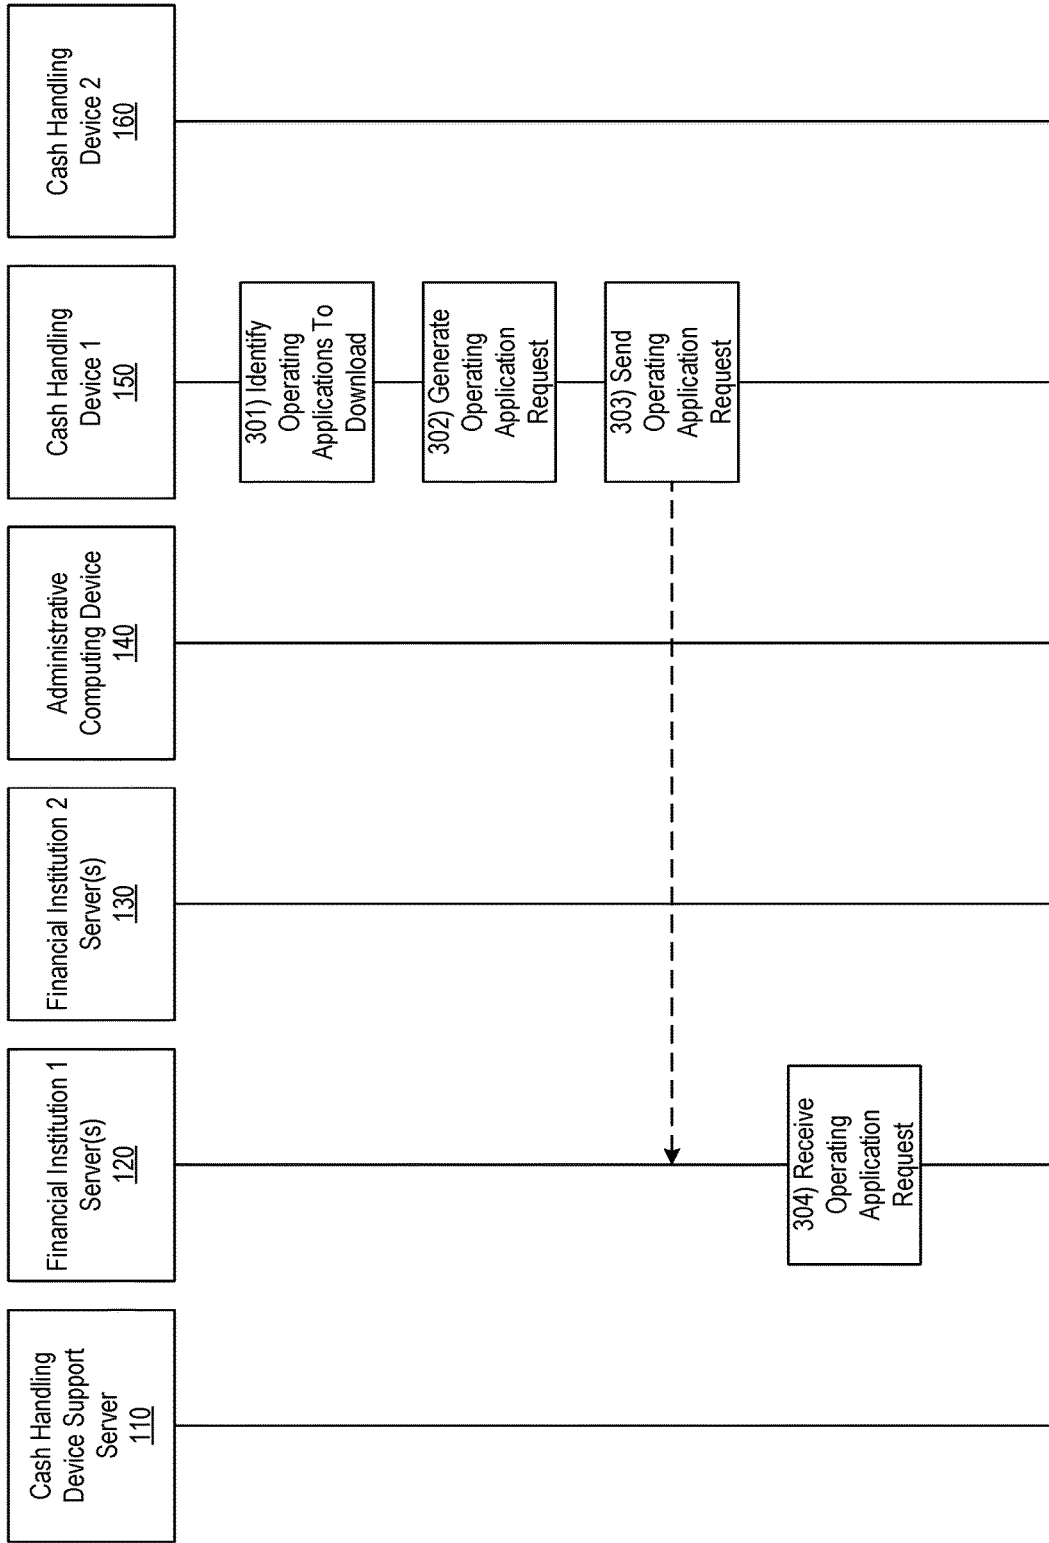 Cash Handling
Device Support
Server
110
Financial Institution 1
Server(s)
120
Financial Institution 2
Server(s)
130
Administrative
Computing Device
140
Cash Handling
Device 1
150
Cash Handling
Device 2
160
301) Identify
Operating
Applications To
Download
302) Generate
Operating
Application
Request
303) Send
Operating
Application
Request
304) Receive
Operating
Application
Request